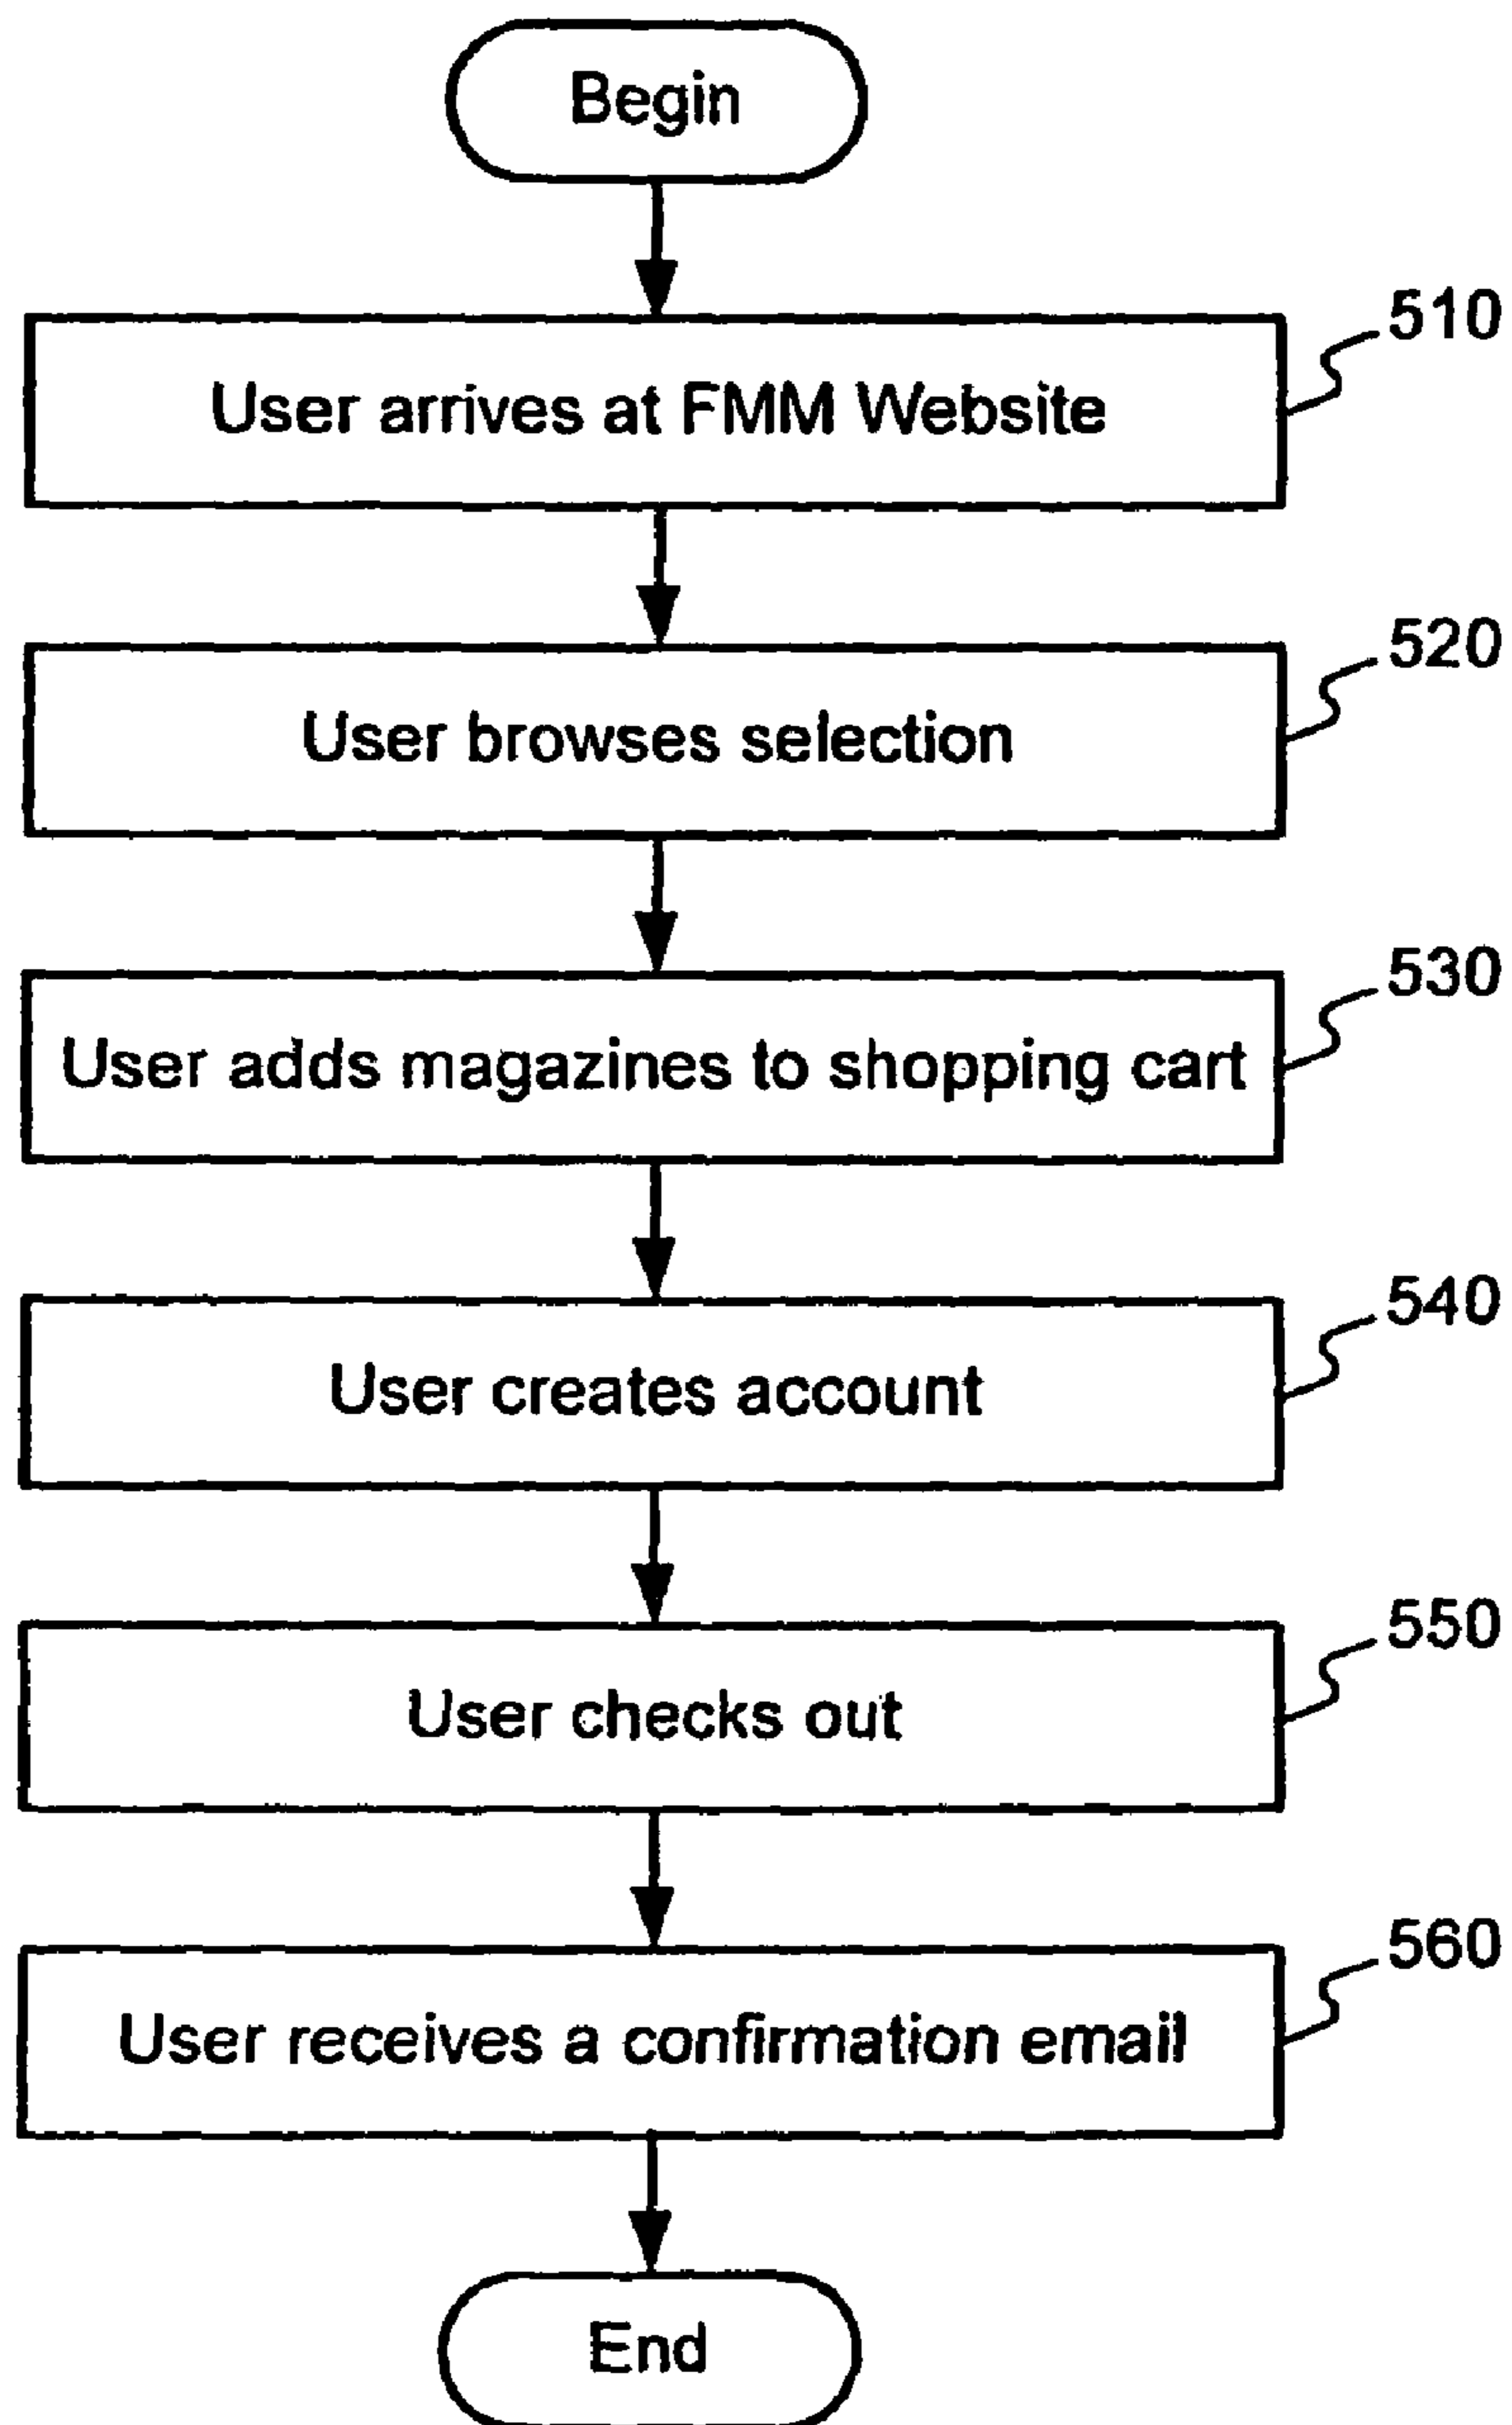 Begin
510
User arrives at FMM Website
520
User browses selection
530
User adds magazines to shopping cart
540
User creates account
550
User checks out
560
User receives a confirmation email
End